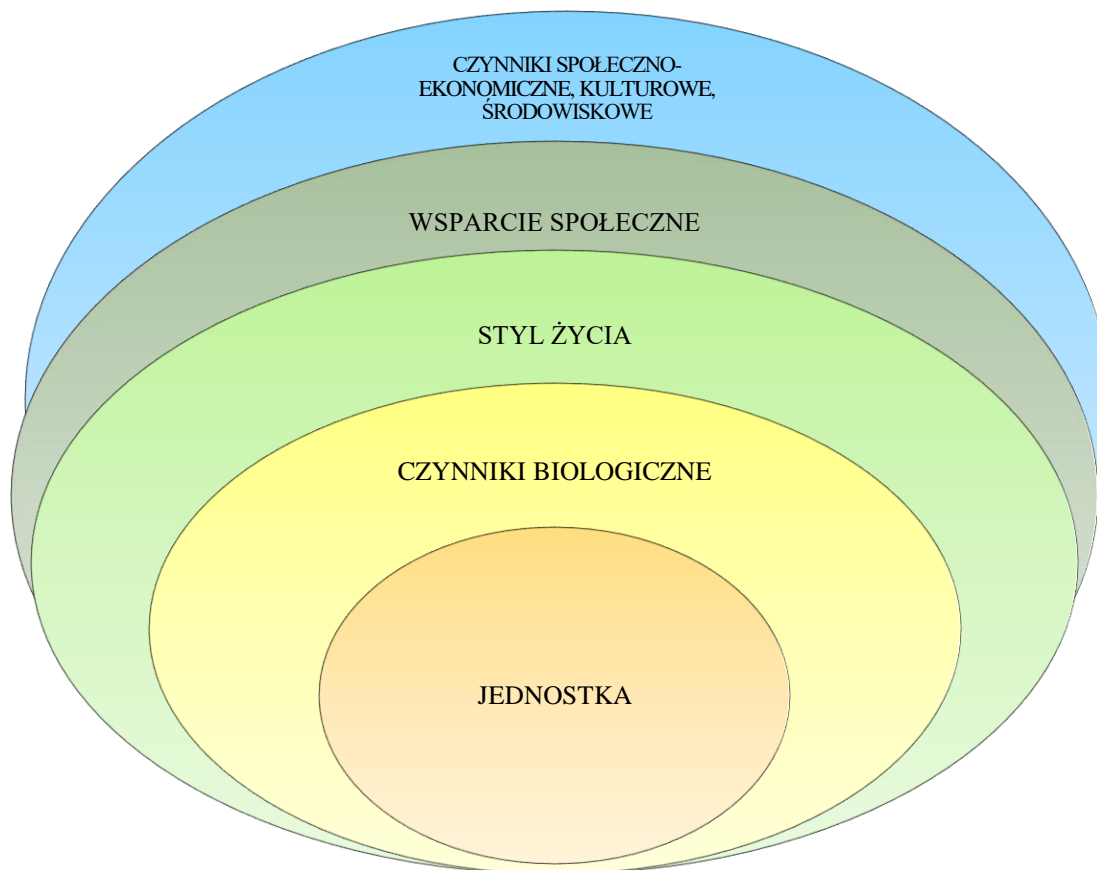 CZYNNIKI SPOŁECZNO-
EKONOMICZNE, KULTUROWE,
ŚRODOWISKOWE
WSPARCIE SPOŁECZNE
STYL ŻYCIA
CZYNNIKI BIOLOGICZNE
JEDNOSTKA